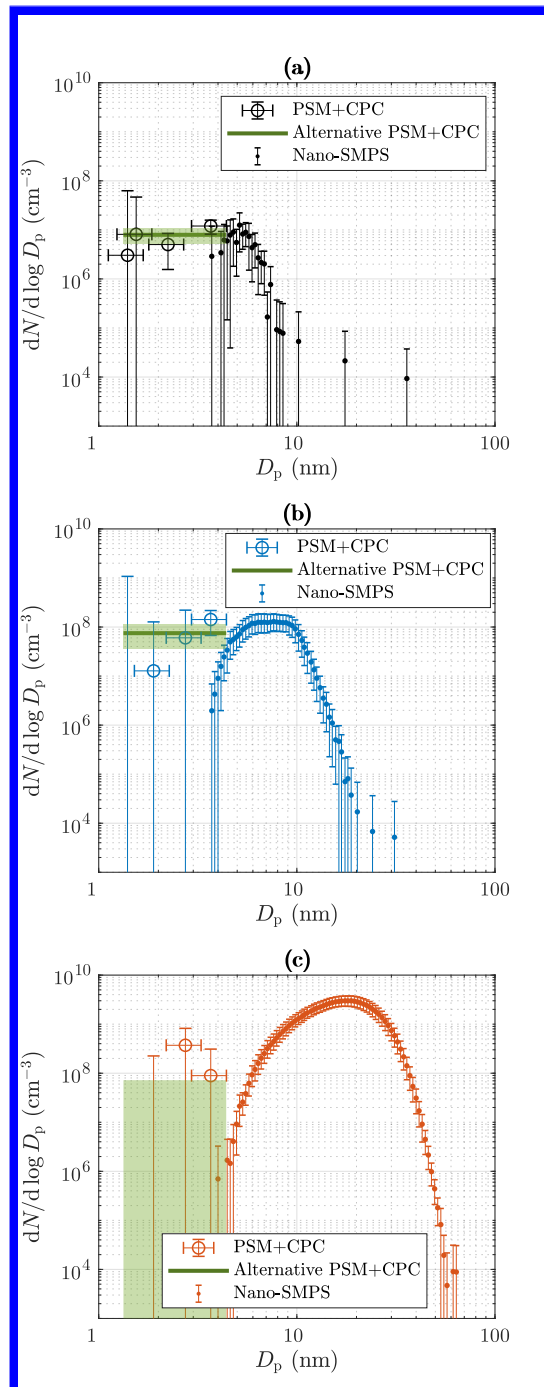 (a)
10^10
10^8
10^6
10^4
dN/d log D_p (cm^−3)
PSM+CPC
Alternative PSM+CPC
Nano-SMPS
1 10 100
D_p (nm)
(b)
10^10
10^8
10^6
10^4
dN/d log D_p (cm^−3)
PSM+CPC
Alternative PSM+CPC
Nano-SMPS
1 10 100
D_p (nm)
(c)
10^10
10^8
10^6
10^4
dN/d log D_p (cm^−3)
PSM+CPC
Alternative PSM+CPC
Nano-SMPS
1 10 100
D_p (nm)